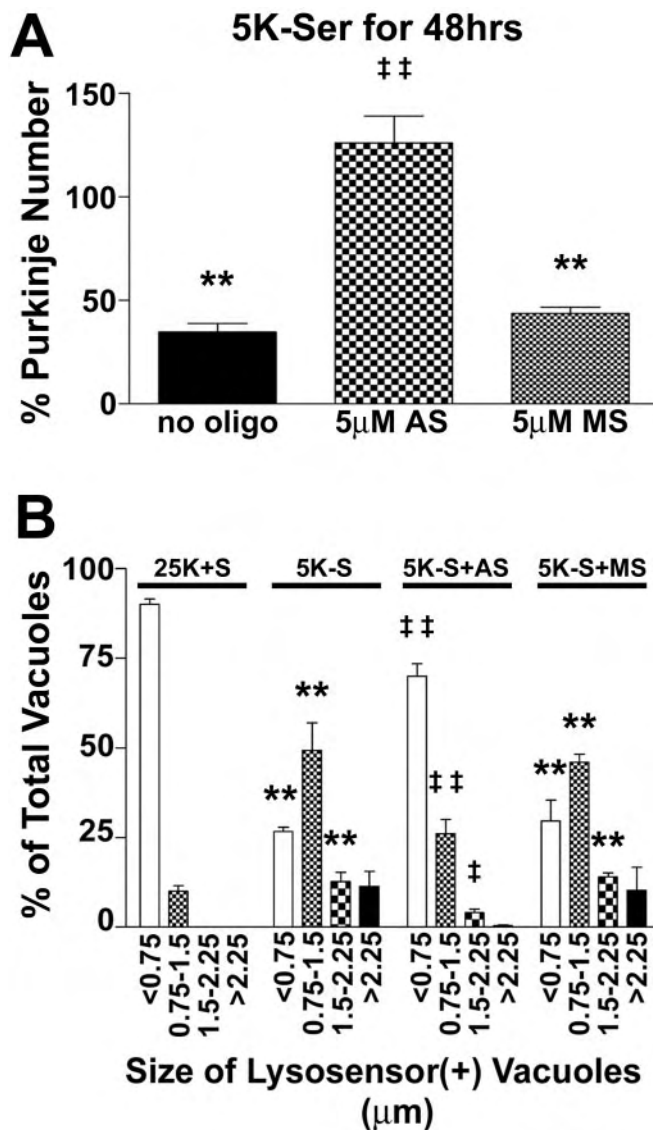 A
5K-Ser for 48hrs
‡ ‡
150
100
** **
50
0
% Purkinje Number
no oligo 5μM AS 5μM MS
B
25K+S 5K-S 5K-S+AS 5K-S+MS
100
‡ ‡
75
** **
50
‡ ‡
** **
25
** ‡ **
0
% of Total Vacuoles
<0.75 0.75-1.5 1.5-2.25 >2.25 <0.75 0.75-1.5 1.5-2.25 >2.25 <0.75 0.75-1.5 1.5-2.25 >2.25 <0.75 0.75-1.5 1.5-2.25 >2.25
Size of Lysosensor(+) Vacuoles
(μm)